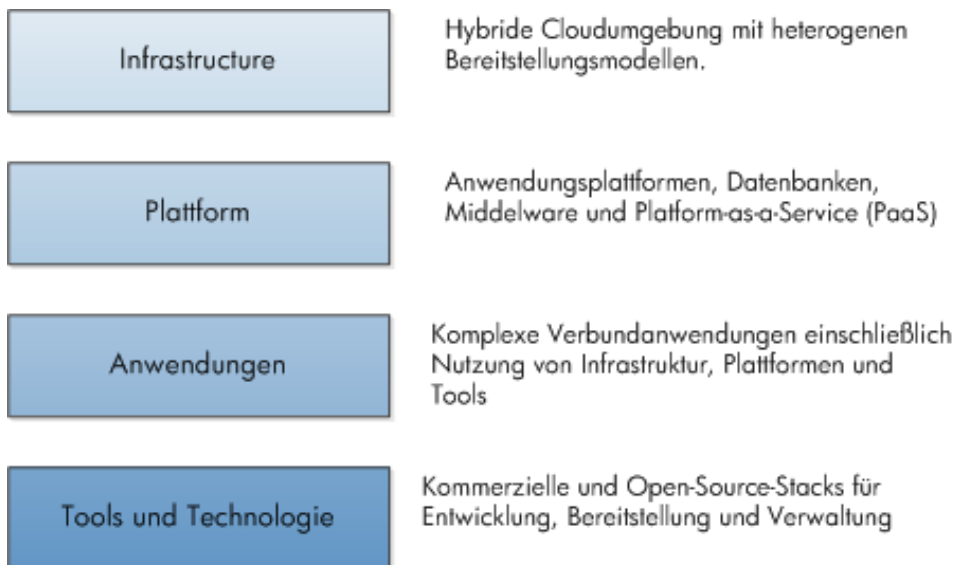 Infrastructure
Hybride Cloudumgebung mit heterogenen
Bereitstellungsmodellen.
Plattform
Anwendungsplattformen, Datenbanken,
Middelware und Platform-as-a-Service (PaaS)
Anwendungen
Komplexe Verbundanwendungen einschließlich
Nutzung von Infrastruktur, Plattformen und
Tools
Tools und Technologie
Kommerzielle und Open-Source-Stacks für
Entwicklung, Bereitstellung und Verwaltung